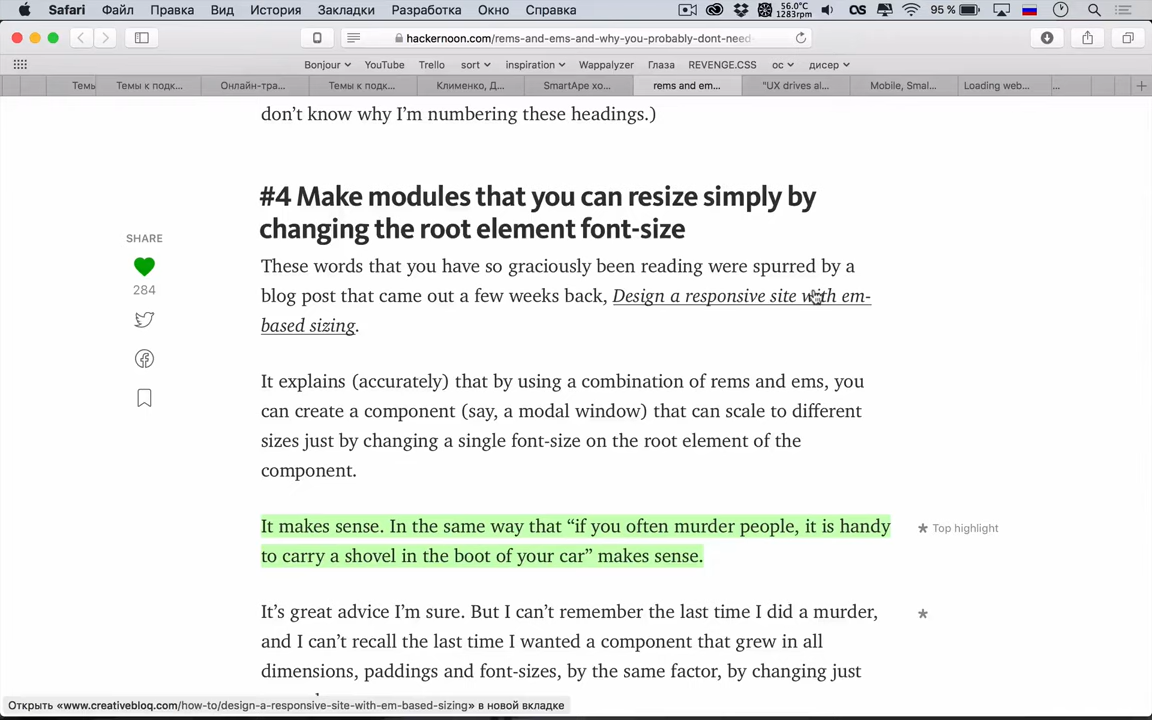 Safari Файл Правка Вид История Закладки Разработка Окно Справка 56.0°C 1283rpm 95 %
hackernoon.com/rems-and-ems-and-why-you-probably-dont-need-
Bonjour YouTube Trello sort inspiration Wappalyzer Глаза REVENGE.CSS ос дисер
Темы Темы к подк... Онлайн-тра... Темы к подк... Клименко, Д... SmartApe хо... rems and em... "UX drives al... Mobile, Smal... Loading web... ...
don't know why I'm numbering these headings.)
#4 Make modules that you can resize simply by
changing the root element font-size
SHARE
284
These words that you have so graciously been reading were spurred by a
blog post that came out a few weeks back, Design a responsive site with em-
based sizing.
It explains (accurately) that by using a combination of rems and ems, you
can create a component (say, a modal window) that can scale to different
sizes just by changing a single font-size on the root element of the
component.
It makes sense. In the same way that “if you often murder people, it is handy
to carry a shovel in the boot of your car” makes sense.
Top highlight
It's great advice I'm sure. But I can't remember the last time I did a murder,
and I can't recall the last time I wanted a component that grew in all
dimensions, paddings and font-sizes, by the same factor, by changing just
Открыть «www.creativebloq.com/how-to/design-a-responsive-site-with-em-based-sizing» в новой вкладке